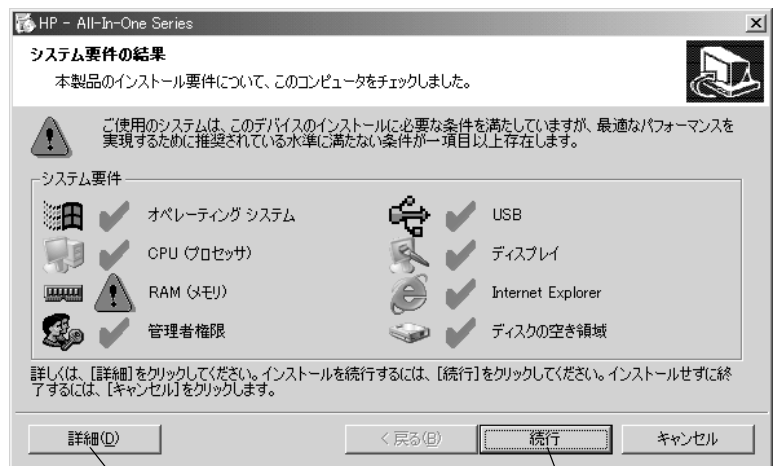 HP - All-In-One Series
システム要件の結果
本製品のインストール要件について、このコンピュータをチェックしました。
ご使用のシステムは、このデバイスのインストールに必要な条件を満たしていますが、最適なパフォーマンスを
実現するために推奨されている水準に満たない条件が一項目以上存在します。
システム要件
オペレーティング システム
USB
CPU (プロセッサ)
ディスプレイ
RAM (メモリ)
Internet Explorer
管理者権限
ディスクの空き領域
詳しくは、[詳細]をクリックしてください。インストールを続行するには、[続行]をクリックしてください。インストールせずに終
了するには、[キャンセル]をクリックします。
詳細(D)
< 戻る(B)
続行
キャンセル